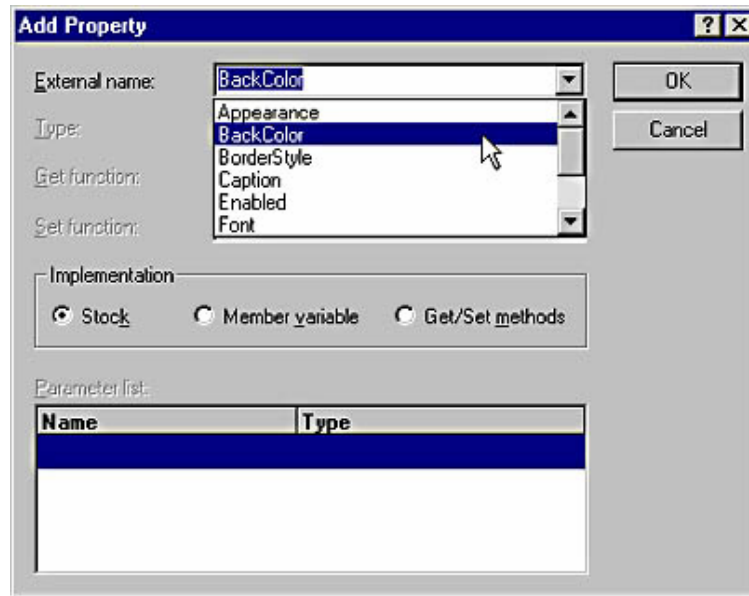 Add Property
External name: BackColor OK
Appearance
Type: BackColor Cancel
BorderStyle
Get function: Caption
Enabled
Set function: Font
Implementation
Stock Member variable Get/Set methods
Parameter list:
Name Type